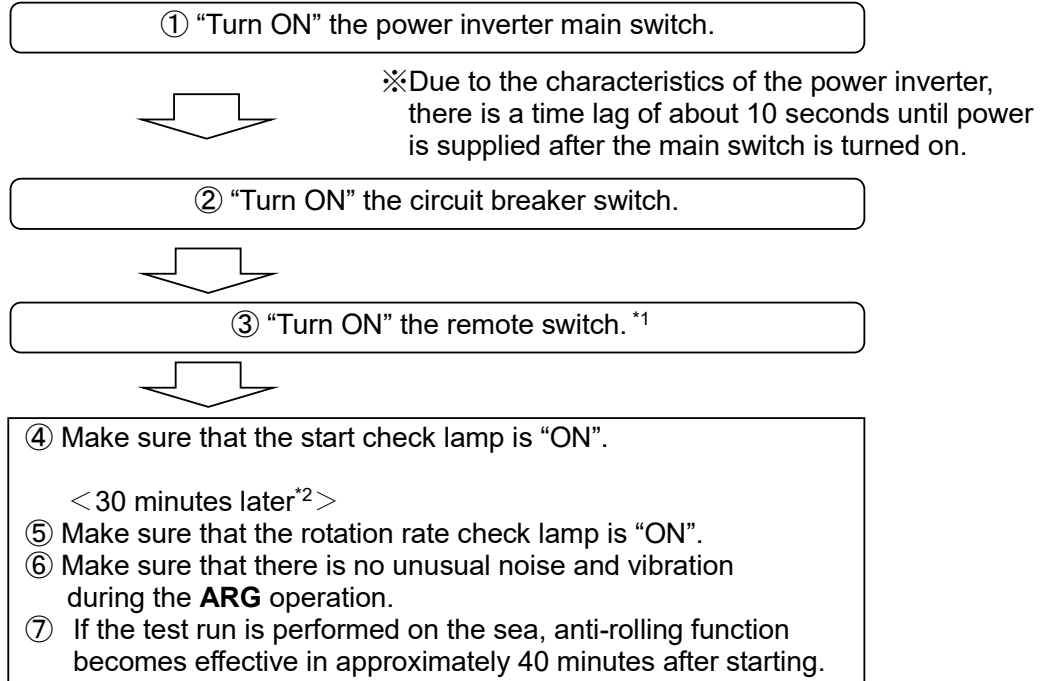 ① “Turn ON” the power inverter main switch.
※Due to the characteristics of the power inverter,
there is a time lag of about 10 seconds until power
is supplied after the main switch is turned on.
② “Turn ON” the circuit breaker switch.
③ “Turn ON” the remote switch. *1
④ Make sure that the start check lamp is “ON”.
＜30 minutes later*2＞
⑤ Make sure that the rotation rate check lamp is “ON”.
⑥ Make sure that there is no unusual noise and vibration
during the ARG operation.
⑦ If the test run is performed on the sea, anti-rolling function
becomes effective in approximately 40 minutes after starting.